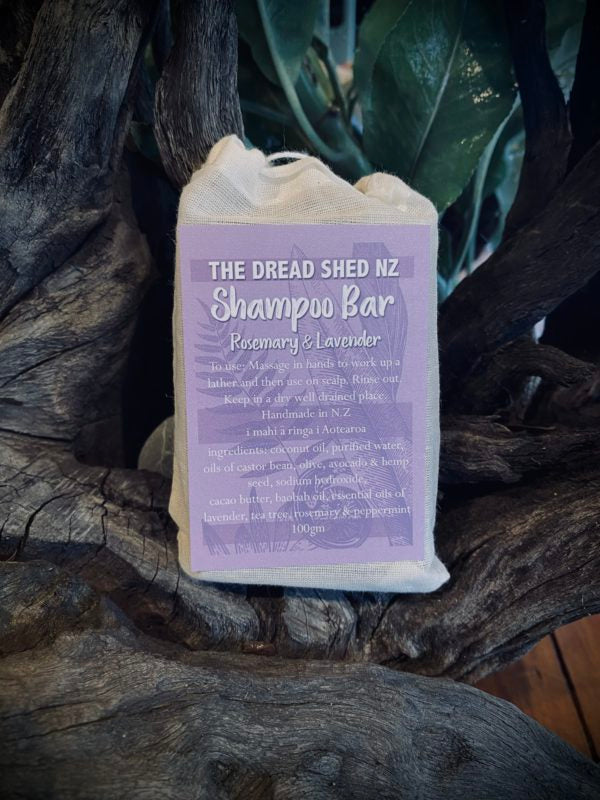 THE DREAD SHED NZ
Shampoo Bar
Rosemary & Lavender
To use: Massage in hands to work up a
lather and then use on scalp. Rinse out.
Keep in a dry well drained place.
Handmade in N.Z
i mahi a ringa i Aotearoa
ingredients: coconut oil, purified water,
oils of castor bean, olive, avocado & hemp
seed, sodium hydroxide,
cacao butter, baobab oil, essential oils of
lavender, tea tree, rosemary & peppermint
100gm